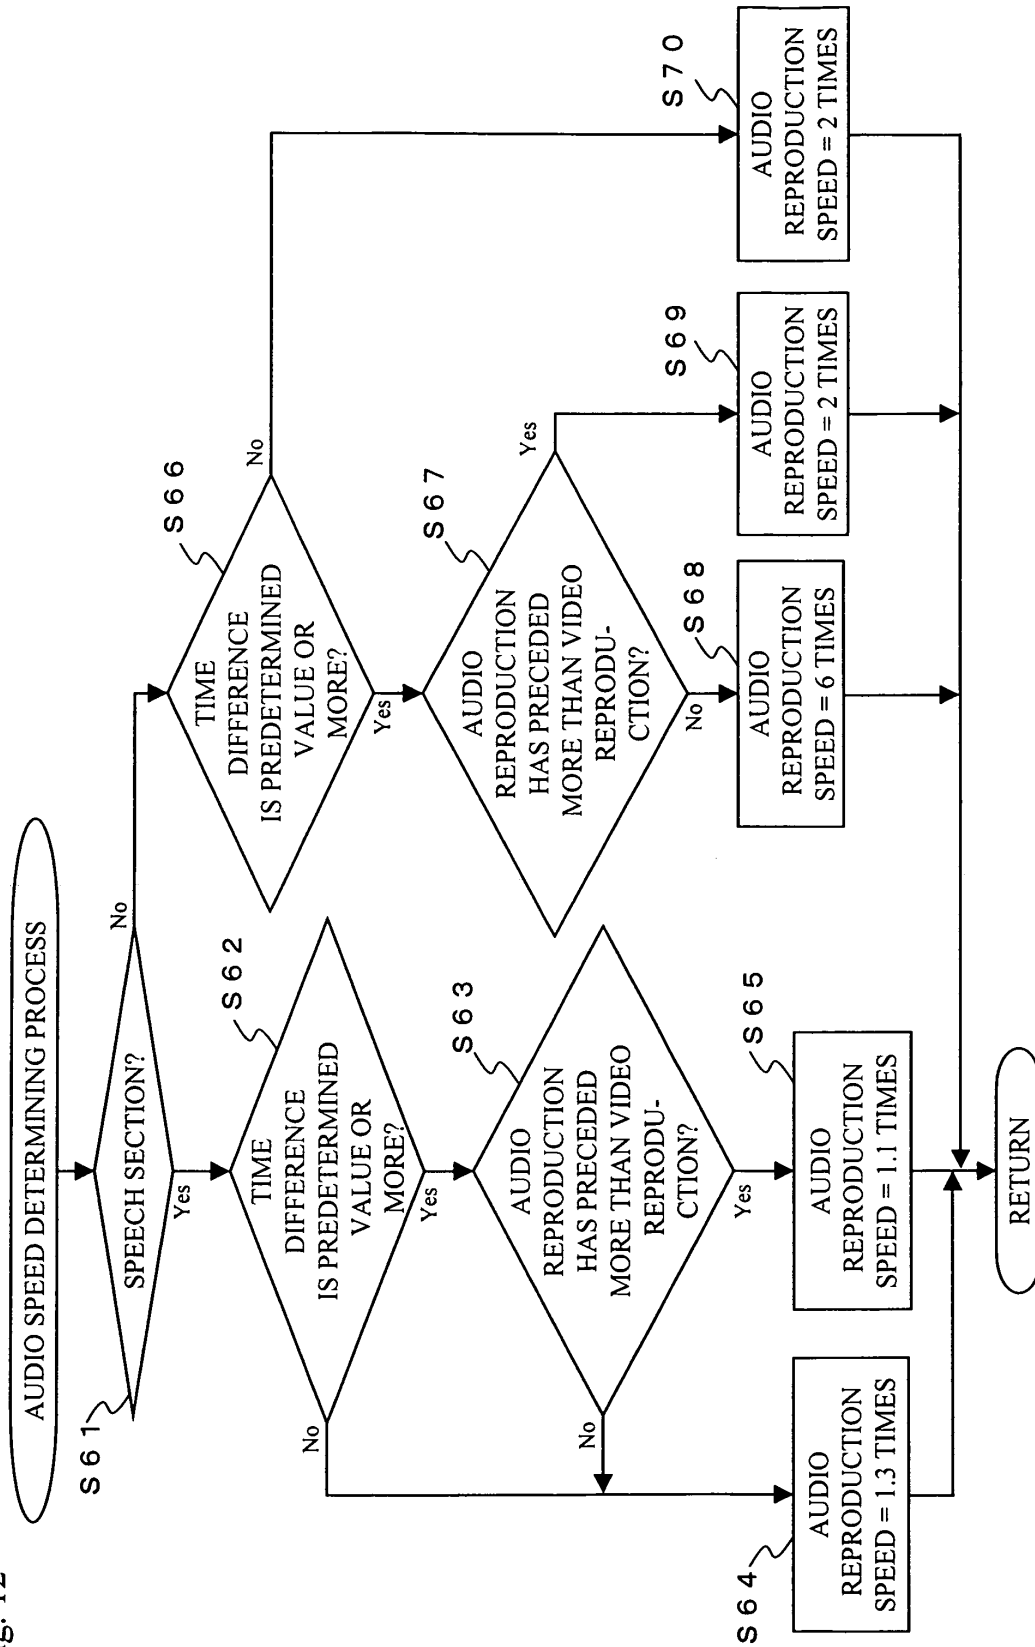 g. 12
AUDIO SPEED DETERMINING PROCESS
S61
SPEECH SECTION?
No
Yes
S62
TIME
DIFFERENCE
IS PREDETERMINED
VALUE OR
MORE?
No
Yes
S63
AUDIO
REPRODUCTION
HAS PRECEDED
MORE THAN VIDEO
REPRODU-
CTION?
No
Yes
S64
AUDIO
REPRODUCTION
SPEED = 1.3 TIMES
S65
AUDIO
REPRODUCTION
SPEED = 1.1 TIMES
S66
TIME
DIFFERENCE
IS PREDETERMINED
VALUE OR
MORE?
No
Yes
S67
AUDIO
REPRODUCTION
HAS PRECEDED
MORE THAN VIDEO
REPRODU-
CTION?
Yes
No
S68
AUDIO
REPRODUCTION
SPEED = 6 TIMES
S69
AUDIO
REPRODUCTION
SPEED = 2 TIMES
S70
AUDIO
REPRODUCTION
SPEED = 2 TIMES
RETURN